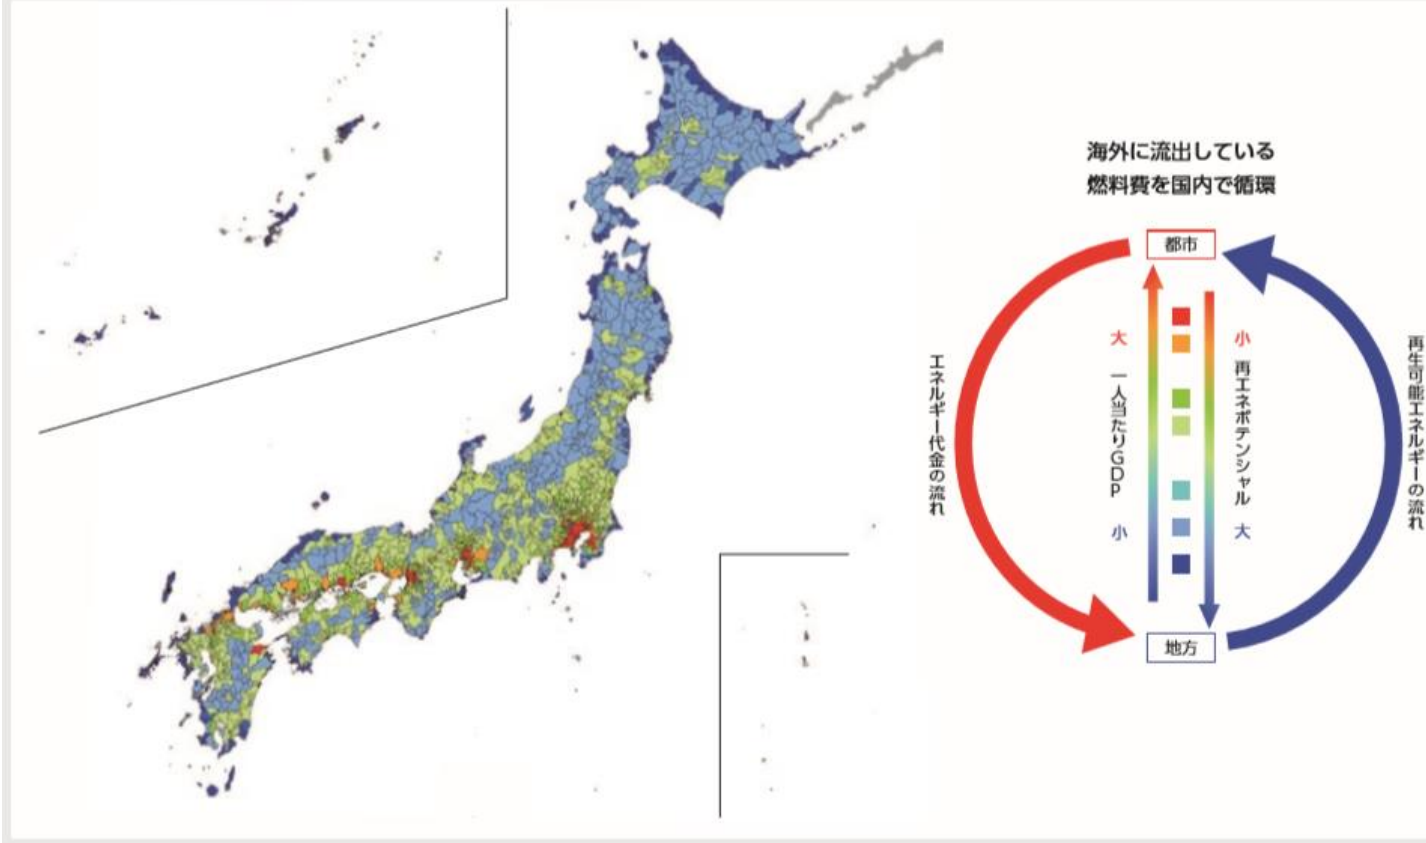 海外に流出している
燃料費を国内で循環
都市
エネルギー代金の流れ
大 一人当たりGDP 小
小 再エネポテンシャル 大
再生可能エネルギーの流れ
地方